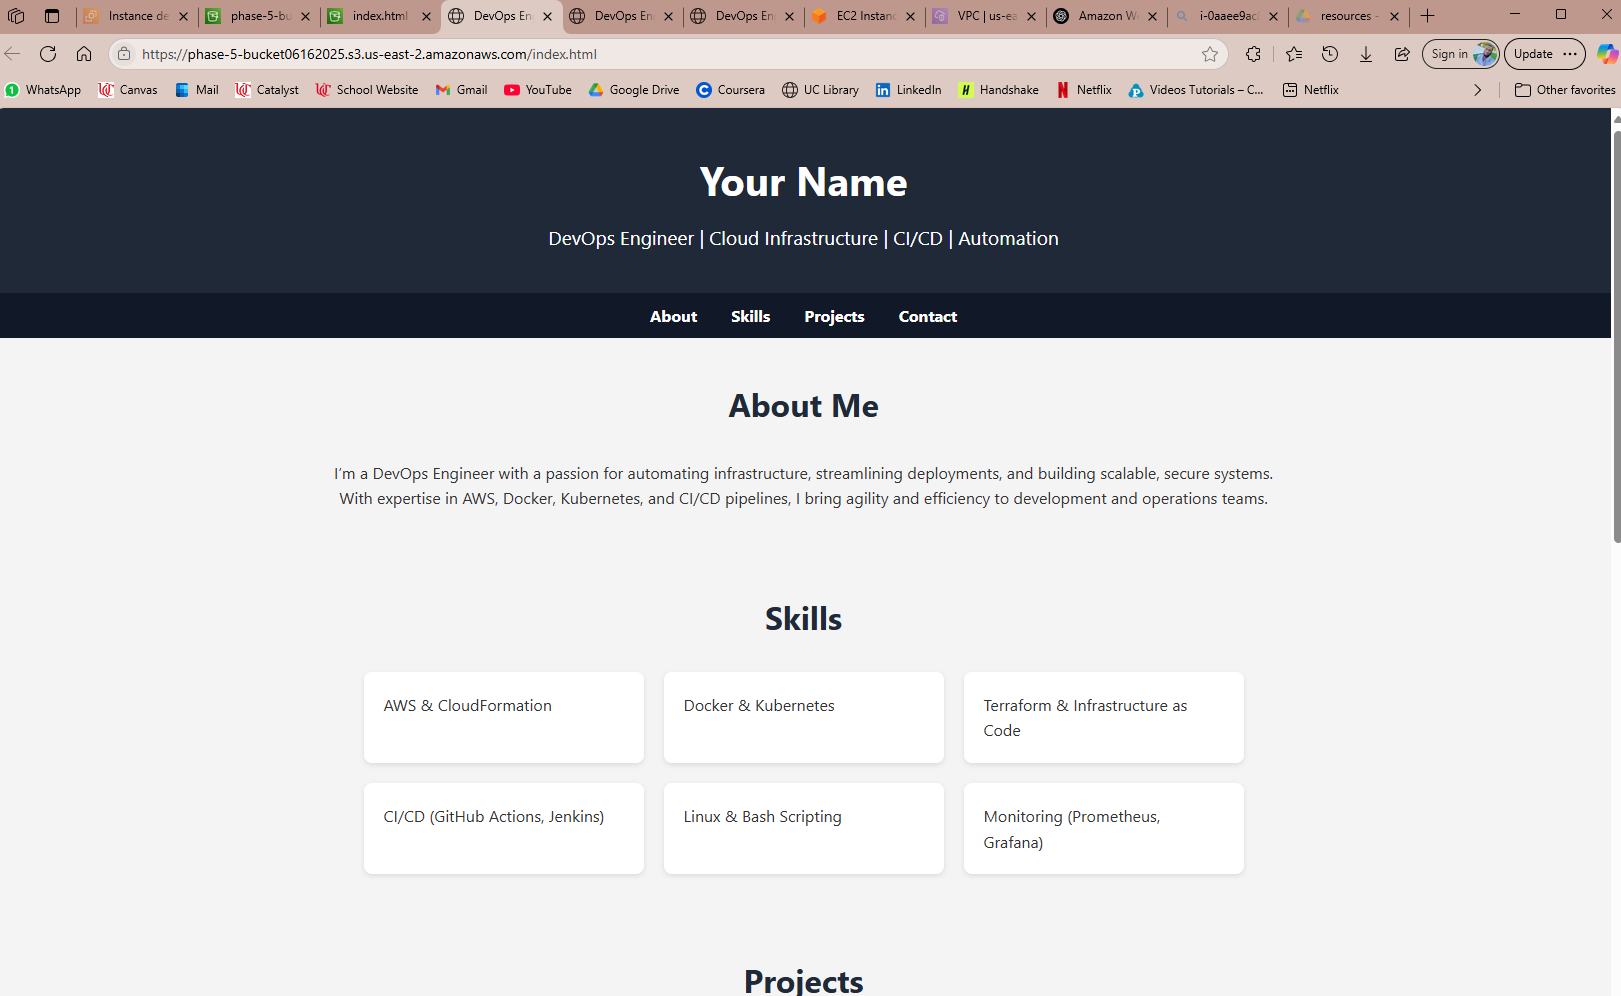 Instance de
phase-5-bu
index.html
DevOps En
DevOps En
DevOps En
EC2 Instanc
VPC | us-ea
Amazon W
i-0aaee9ac
resources -
https://phase-5-bucket06162025.s3.us-east-2.amazonaws.com/index.html
Sign in
Update
WhatsApp
Canvas
Mail
Catalyst
School Website
Gmail
YouTube
Google Drive
Coursera
UC Library
LinkedIn
Handshake
Netflix
Videos Tutorials – C...
Netflix
Other favorites
Your Name
DevOps Engineer | Cloud Infrastructure | CI/CD | Automation
About Skills Projects Contact
About Me
I’m a DevOps Engineer with a passion for automating infrastructure, streamlining deployments, and building scalable, secure systems.
With expertise in AWS, Docker, Kubernetes, and CI/CD pipelines, I bring agility and efficiency to development and operations teams.
Skills
AWS & CloudFormation
Docker & Kubernetes
Terraform & Infrastructure as
Code
CI/CD (GitHub Actions, Jenkins)
Linux & Bash Scripting
Monitoring (Prometheus,
Grafana)
Projects